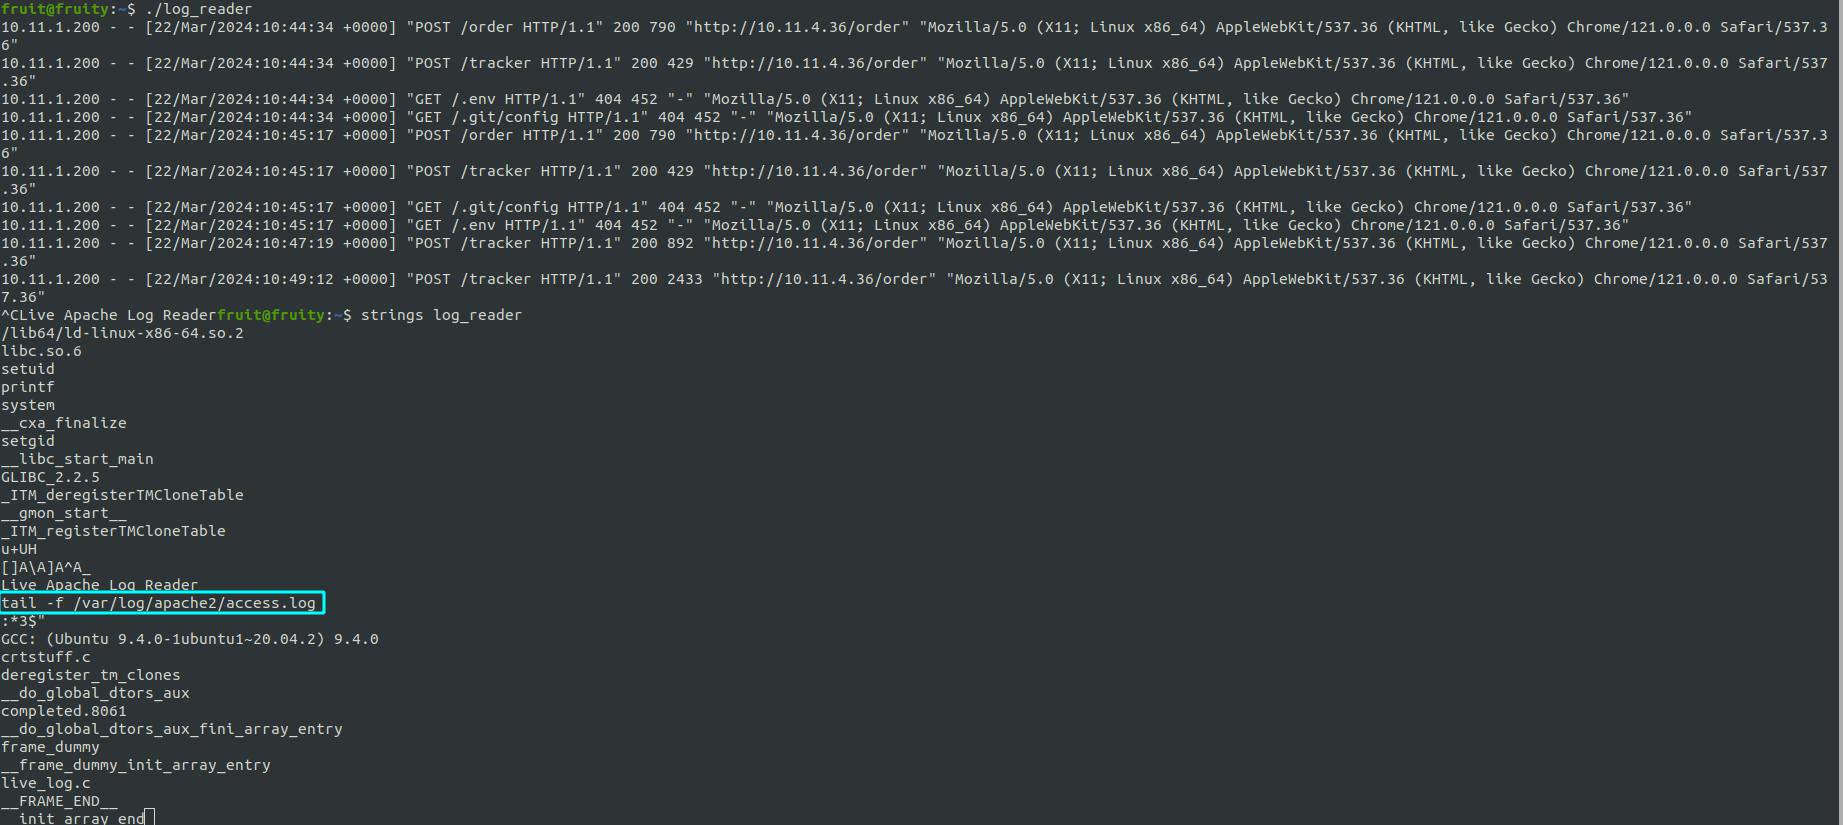 fruit@fruity:~$ ./log_reader
10.11.1.200 - - [22/Mar/2024:10:44:34 +0000] "POST /order HTTP/1.1" 200 790 "http://10.11.4.36/order" "Mozilla/5.0 (X11; Linux x86_64) AppleWebKit/537.36 (KHTML, like Gecko) Chrome/121.0.0.0 Safari/537.3
6"
10.11.1.200 - - [22/Mar/2024:10:44:34 +0000] "POST /tracker HTTP/1.1" 200 429 "http://10.11.4.36/order" "Mozilla/5.0 (X11; Linux x86_64) AppleWebKit/537.36 (KHTML, like Gecko) Chrome/121.0.0.0 Safari/537
.36"
10.11.1.200 - - [22/Mar/2024:10:44:34 +0000] "GET /.env HTTP/1.1" 404 452 "-" "Mozilla/5.0 (X11; Linux x86_64) AppleWebKit/537.36 (KHTML, like Gecko) Chrome/121.0.0.0 Safari/537.36"
10.11.1.200 - - [22/Mar/2024:10:44:34 +0000] "GET /.git/config HTTP/1.1" 404 452 "-" "Mozilla/5.0 (X11; Linux x86_64) AppleWebKit/537.36 (KHTML, like Gecko) Chrome/121.0.0.0 Safari/537.36"
10.11.1.200 - - [22/Mar/2024:10:45:17 +0000] "POST /order HTTP/1.1" 200 790 "http://10.11.4.36/order" "Mozilla/5.0 (X11; Linux x86_64) AppleWebKit/537.36 (KHTML, like Gecko) Chrome/121.0.0.0 Safari/537.3
6"
10.11.1.200 - - [22/Mar/2024:10:45:17 +0000] "POST /tracker HTTP/1.1" 200 429 "http://10.11.4.36/order" "Mozilla/5.0 (X11; Linux x86_64) AppleWebKit/537.36 (KHTML, like Gecko) Chrome/121.0.0.0 Safari/537
.36"
10.11.1.200 - - [22/Mar/2024:10:45:17 +0000] "GET /.git/config HTTP/1.1" 404 452 "-" "Mozilla/5.0 (X11; Linux x86_64) AppleWebKit/537.36 (KHTML, like Gecko) Chrome/121.0.0.0 Safari/537.36"
10.11.1.200 - - [22/Mar/2024:10:45:17 +0000] "GET /.env HTTP/1.1" 404 452 "-" "Mozilla/5.0 (X11; Linux x86_64) AppleWebKit/537.36 (KHTML, like Gecko) Chrome/121.0.0.0 Safari/537.36"
10.11.1.200 - - [22/Mar/2024:10:47:19 +0000] "POST /tracker HTTP/1.1" 200 892 "http://10.11.4.36/order" "Mozilla/5.0 (X11; Linux x86_64) AppleWebKit/537.36 (KHTML, like Gecko) Chrome/121.0.0.0 Safari/537
.36"
10.11.1.200 - - [22/Mar/2024:10:49:12 +0000] "POST /tracker HTTP/1.1" 200 2433 "http://10.11.4.36/order" "Mozilla/5.0 (X11; Linux x86_64) AppleWebKit/537.36 (KHTML, like Gecko) Chrome/121.0.0.0 Safari/53
7.36"
^CLive Apache Log Readerfruit@fruity:~$ strings log_reader
/lib64/ld-linux-x86-64.so.2
libc.so.6
setuid
printf
system
__cxa_finalize
setgid
__libc_start_main
GLIBC_2.2.5
_ITM_deregisterTMCloneTable
__gmon_start__
_ITM_registerTMCloneTable
u+UH
[]A\A]A^A_
Live Apache Log Reader
tail -f /var/log/apache2/access.log
:*3$"
GCC: (Ubuntu 9.4.0-1ubuntu1~20.04.2) 9.4.0
crtstuff.c
deregister_tm_clones
__do_global_dtors_aux
completed.8061
__do_global_dtors_aux_fini_array_entry
frame_dummy
__frame_dummy_init_array_entry
live_log.c
__FRAME_END__
__init_array_end